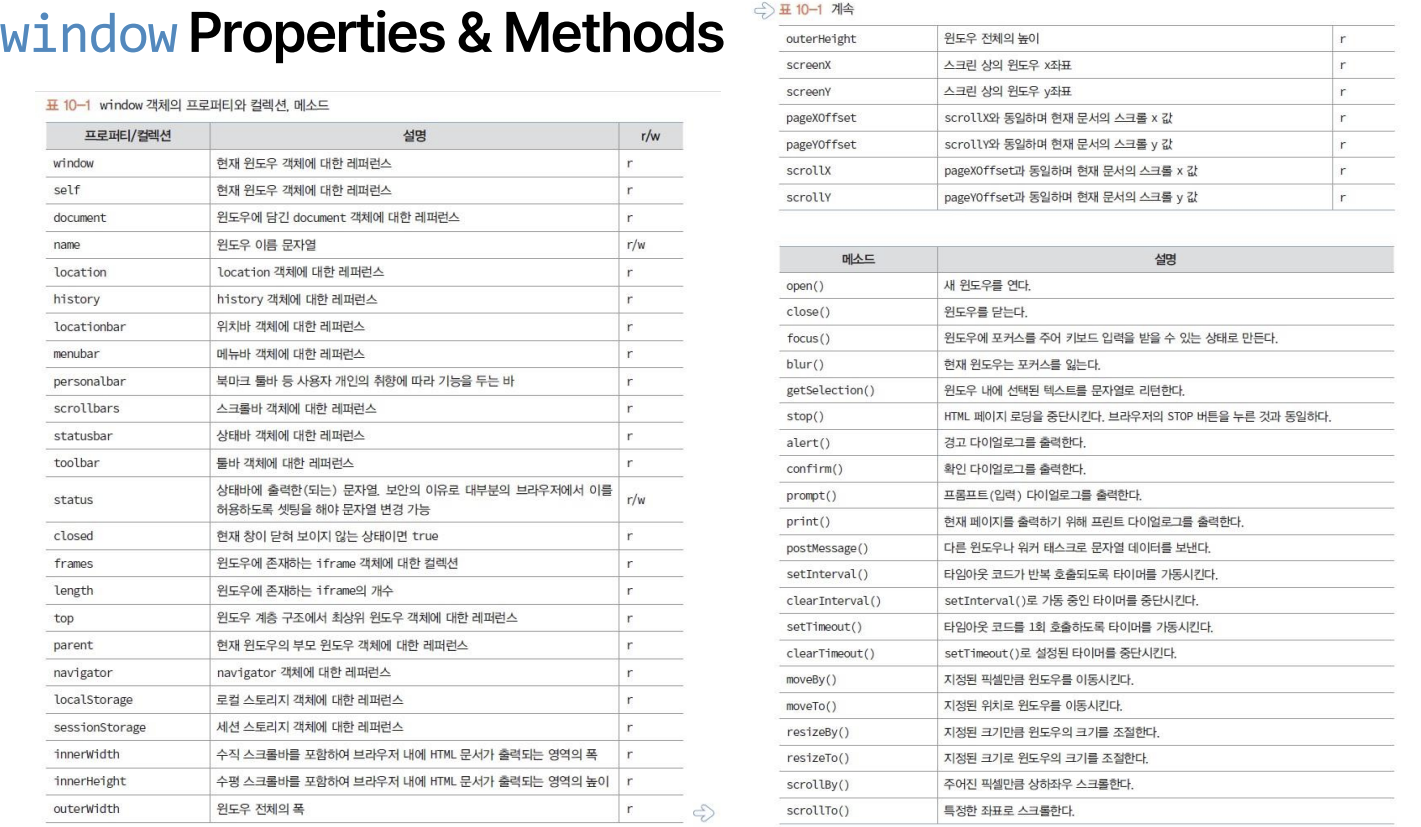 window Properties & Methods
표 10-1 window 객체의 프로퍼티와 컬렉션, 메소드
프로퍼티/컬렉션 설명 r/w
window 현재 윈도우 객체에 대한 레퍼런스 r
self 현재 윈도우 객체에 대한 레퍼런스 r
document 윈도우에 담긴 document 객체에 대한 레퍼런스 r
name 윈도우 이름 문자열 r/w
location location 객체에 대한 레퍼런스 r
history history 객체에 대한 레퍼런스 r
locationbar 위치바 객체에 대한 레퍼런스 r
menubar 메뉴바 객체에 대한 레퍼런스 r
personalbar 북마크 툴바 등 사용자 개인의 취향에 따라 기능을 두는 바 r
scrollbars 스크롤바 객체에 대한 레퍼런스 r
statusbar 상태바 객체에 대한 레퍼런스 r
toolbar 툴바 객체에 대한 레퍼런스 r
status 상태바에 출력한(되는) 문자열. 보안의 이유로 대부분의 브라우저에서 이를
허용하도록 셋팅을 해야 문자열 변경 가능 r/w
closed 현재 창이 닫혀 보이지 않는 상태이면 true r
frames 윈도우에 존재하는 iframe 객체에 대한 컬렉션 r
length 윈도우에 존재하는 iframe의 개수 r
top 윈도우 계층 구조에서 최상위 윈도우 객체에 대한 레퍼런스 r
parent 현재 윈도우의 부모 윈도우 객체에 대한 레퍼런스 r
navigator navigator 객체에 대한 레퍼런스 r
localStorage 로컬 스토리지 객체에 대한 레퍼런스 r
sessionStorage 세션 스토리지 객체에 대한 레퍼런스 r
innerWidth 수직 스크롤바를 포함하여 브라우저 내에 HTML 문서가 출력되는 영역의 폭 r
innerHeight 수평 스크롤바를 포함하여 브라우저 내에 HTML 문서가 출력되는 영역의 높이 r
outerWidth 윈도우 전체의 폭 r
표 10-1 계속
outerHeight 윈도우 전체의 높이 r
screenX 스크린 상의 윈도우 x좌표 r
screenY 스크린 상의 윈도우 y좌표 r
pageXOffset scrollX와 동일하며 현재 문서의 스크롤 x 값 r
pageYOffset scrollY와 동일하며 현재 문서의 스크롤 y 값 r
scrollX pageXOffset과 동일하며 현재 문서의 스크롤 x 값 r
scrollY pageYOffset과 동일하며 현재 문서의 스크롤 y 값 r
메소드 설명
open() 새 윈도우를 연다.
close() 윈도우를 닫는다.
focus() 윈도우에 포커스를 주어 키보드 입력을 받을 수 있는 상태로 만든다.
blur() 현재 윈도우는 포커스를 잃는다.
getSelection() 윈도우 내에 선택된 텍스트를 문자열로 리턴한다.
stop() HTML 페이지 로딩을 중단시킨다. 브라우저의 STOP 버튼을 누른 것과 동일하다.
alert() 경고 다이얼로그를 출력한다.
confirm() 확인 다이얼로그를 출력한다.
prompt() 프롬프트(입력) 다이얼로그를 출력한다.
print() 현재 페이지를 출력하기 위해 프린트 다이얼로그를 출력한다.
postMessage() 다른 윈도우나 워커 태스크로 문자열 데이터를 보낸다.
setInterval() 타임아웃 코드가 반복 호출되도록 타이머를 가동시킨다.
clearInterval() setInterval()로 가동 중인 타이머를 중단시킨다.
setTimeout() 타임아웃 코드를 1회 호출하도록 타이머를 가동시킨다.
clearTimeout() setTimeout()로 설정된 타이머를 중단시킨다.
moveBy() 지정된 픽셀만큼 윈도우를 이동시킨다.
moveTo() 지정된 위치로 윈도우를 이동시킨다.
resizeBy() 지정된 크기만큼 윈도우의 크기를 조절한다.
resizeTo() 지정된 크기로 윈도우의 크기를 조절한다.
scrollBy() 주어진 픽셀만큼 상하좌우 스크롤한다.
scrollTo() 특정한 좌표로 스크롤한다.